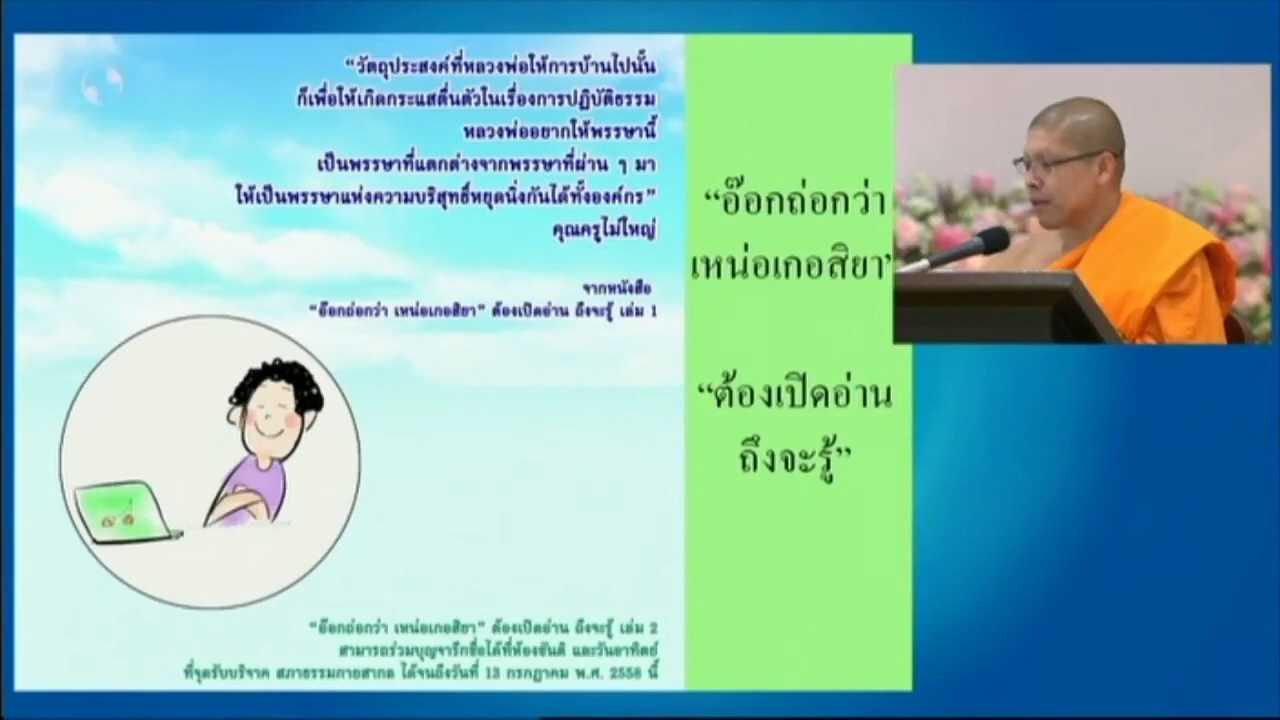 “วัตถุประสงค์ที่หลวงพ่อให้การบ้านไปนั้น
ก็เพื่อให้เกิดกระแสตื่นตัวในเรื่องการปฏิบัติธรรม
หลวงพ่ออยากให้พรรษานี้
เป็นพรรษาที่แตกต่างจากพรรษาที่ผ่าน ๆ มา
ให้เป็นพรรษาแห่งความบริสุทธิ์หยุดนิ่งกันได้ทั้งองค์กร”
คุณครูไม่ใหญ่
จากหนังสือ
“อ๊อกถ่อกว่า เหน่อเกอสิยา” ต้องเปิดอ่าน ถึงจะรู้ เล่ม 1
“อ๊อกถ่อกว่า เหน่อเกอสิยา” ต้องเปิดอ่าน ถึงจะรู้ เล่ม 2
สามารถร่วมบุญจารึกชื่อได้ที่ห้องขันติ และวันอาทิตย์
ที่จุดรับบริจาค สภาธรรมกายสากล ได้จนถึงวันที่ 13 กรกฎาคม พ.ศ. 2558 นี้
“อ๊อกถ่อกว่า
เหน่อเกอสิยา”
“ต้องเปิดอ่าน
ถึงจะรู้”